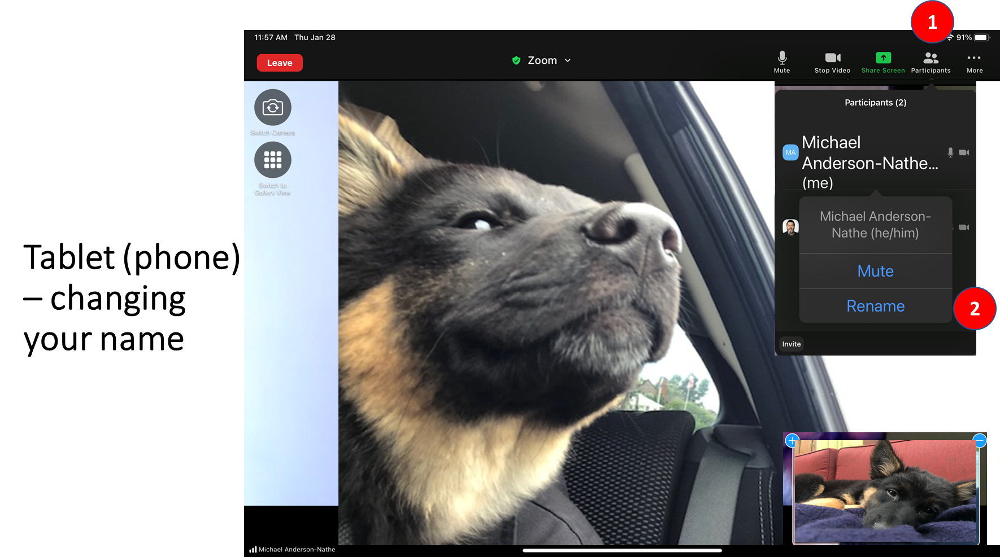 Tablet (phone)
– changing
your name
1
11:57 AM Thu Jan 28
91%
Leave
Zoom
Mute
Stop Video
Share Screen
Participants
More
Switch Camera
Switch to
Gallery View
Participants (2)
MA
Michael
Anderson-Nathe...
(me)
Michael Anderson-
Nathe (he/him)
Mute
Rename
2
Invite
Michael Anderson-Nathe